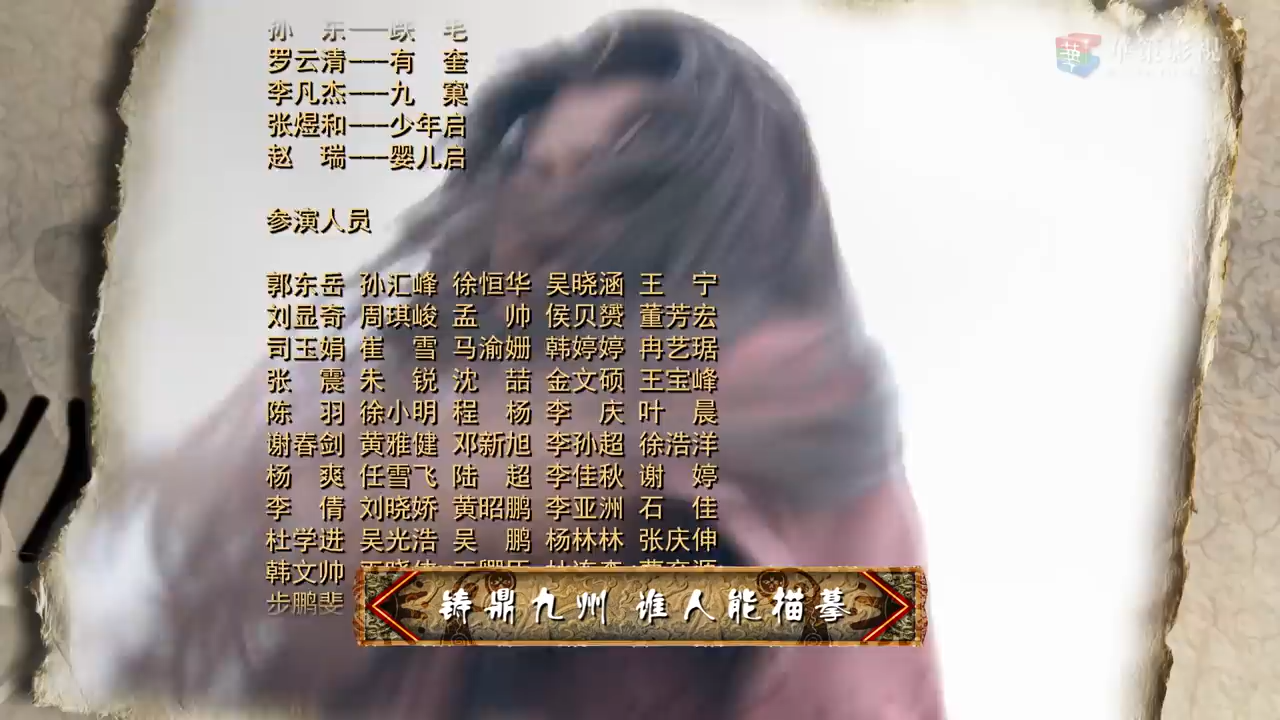 孙　东——跃　毛
罗云清——有　奎
李凡杰——九　窠
张煜和——少年启
赵　瑞——婴儿启
参演人员
郭东岳 孙汇峰 徐恒华 吴晓涵 王　宁
刘显奇 周琪峻 孟　帅 侯贝赟 董芳宏
司玉娟 崔　雪 马渝姗 韩婷婷 冉艺琚
张　震 朱　锐 沈　喆 金文硕 王宝峰
陈　羽 徐小明 程　杨 李　庆 叶　晨
谢春剑 黄雅健 邓新旭 李孙超 徐浩洋
杨　爽 任雪飞 陆　超 李佳秋 谢　婷
李　倩 刘晓娇 黄昭鹏 李亚洲 石　佳
杜学进 吴光浩 吴　鹏 杨林林 张庆伸
韩文帅
步鹏斐
铸鼎九州 谁人能描摹